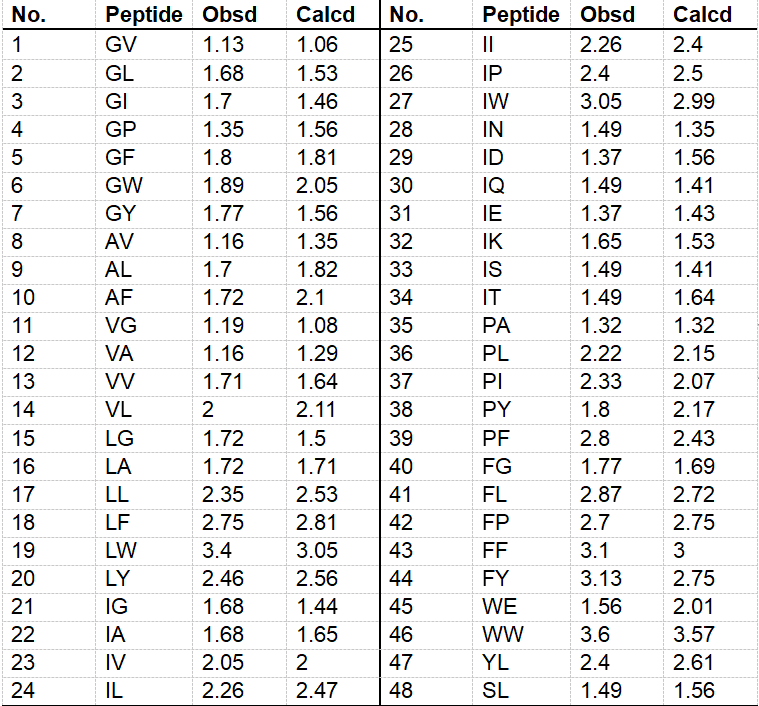 No. Peptide Obsd Calcd No. Peptide Obsd Calcd
1 GV 1.13 1.06 25 II 2.26 2.4
2 GL 1.68 1.53 26 IP 2.4 2.5
3 GI 1.7 1.46 27 IW 3.05 2.99
4 GP 1.35 1.56 28 IN 1.49 1.35
5 GF 1.8 1.81 29 ID 1.37 1.56
6 GW 1.89 2.05 30 IQ 1.49 1.41
7 GY 1.77 1.56 31 IE 1.37 1.43
8 AV 1.16 1.35 32 IK 1.65 1.53
9 AL 1.7 1.82 33 IS 1.49 1.41
10 AF 1.72 2.1 34 IT 1.49 1.64
11 VG 1.19 1.08 35 PA 1.32 1.32
12 VA 1.16 1.29 36 PL 2.22 2.15
13 VV 1.71 1.64 37 PI 2.33 2.07
14 VL 2 2.11 38 PY 1.8 2.17
15 LG 1.72 1.5 39 PF 2.8 2.43
16 LA 1.72 1.71 40 FG 1.77 1.69
17 LL 2.35 2.53 41 FL 2.87 2.72
18 LF 2.75 2.81 42 FP 2.7 2.75
19 LW 3.4 3.05 43 FF 3.1 3
20 LY 2.46 2.56 44 FY 3.13 2.75
21 IG 1.68 1.44 45 WE 1.56 2.01
22 IA 1.68 1.65 46 WW 3.6 3.57
23 IV 2.05 2 47 YL 2.4 2.61
24 IL 2.26 2.47 48 SL 1.49 1.56